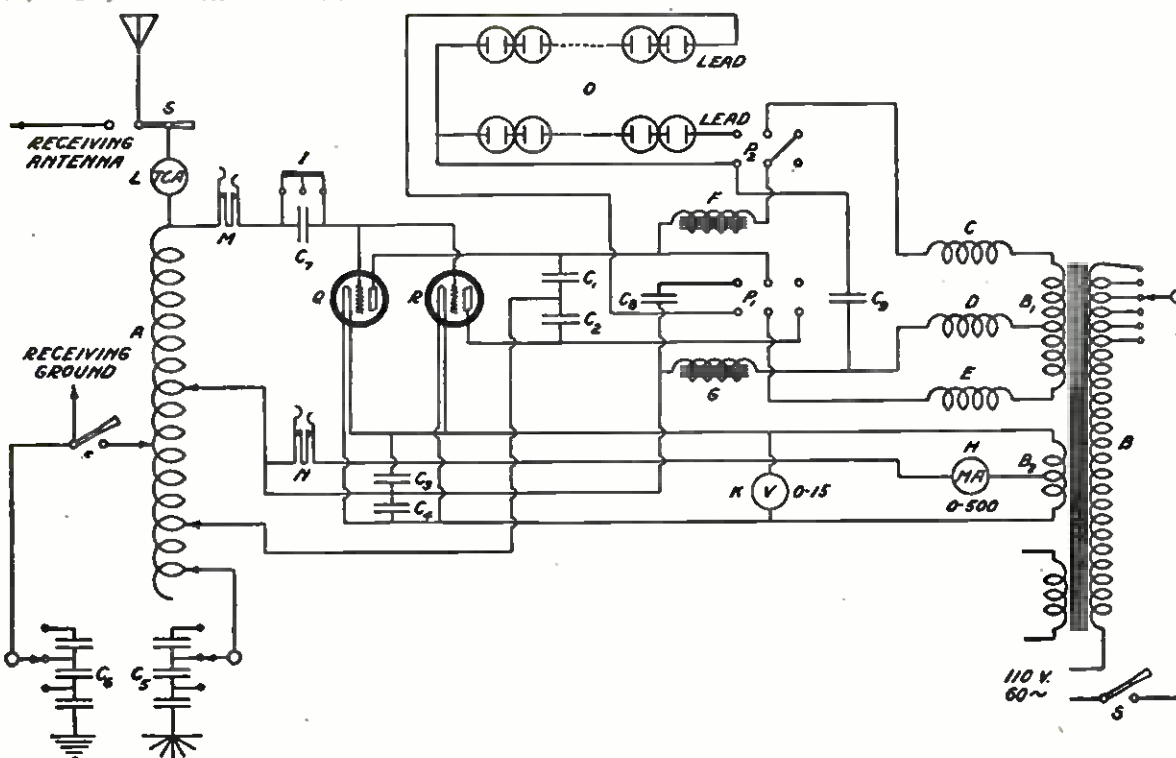 LEAD
O
LEAD
P2
S
RECEIVING
ANTENNA
L
TCA
I
M
C7
F
C
Q
R
C1
C2
C8
P1
C9
D
B1
A
G
E
RECEIVING
GROUND
S
B
N
C3
C4
K
V
0-15
H
MA
0-500
B2
C6
C5
110 V.
60~
S